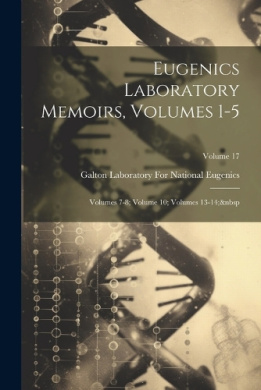 Eugenics
Laboratory
Memoirs, Volumes 1-5
Volume 17
Galton Laboratory For National Eugenics
Volumes 7-8; Volume 10; Volumes 13-14;&nbsp